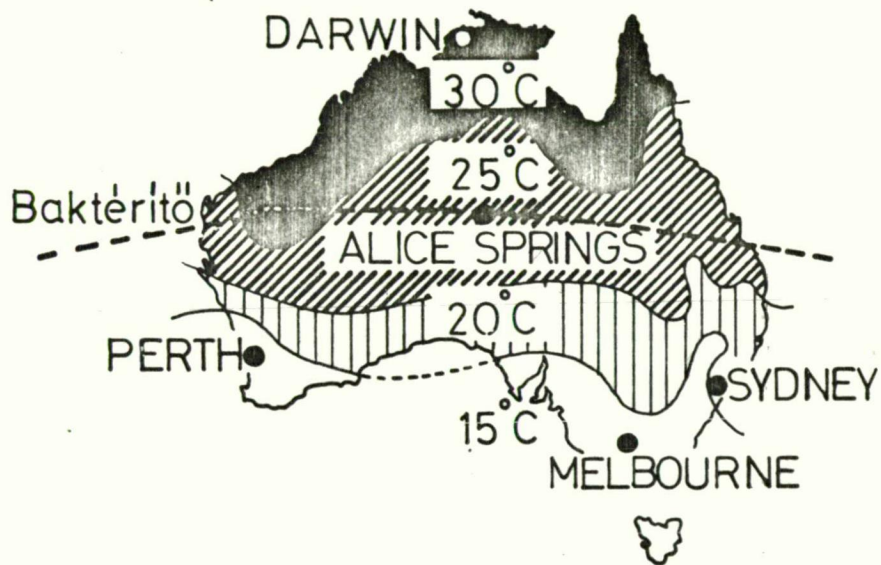 DARWIN
30°C
25°C
Baktérítő
ALICE SPRINGS
20°C
PERTH
SYDNEY
15°C
MELBOURNE